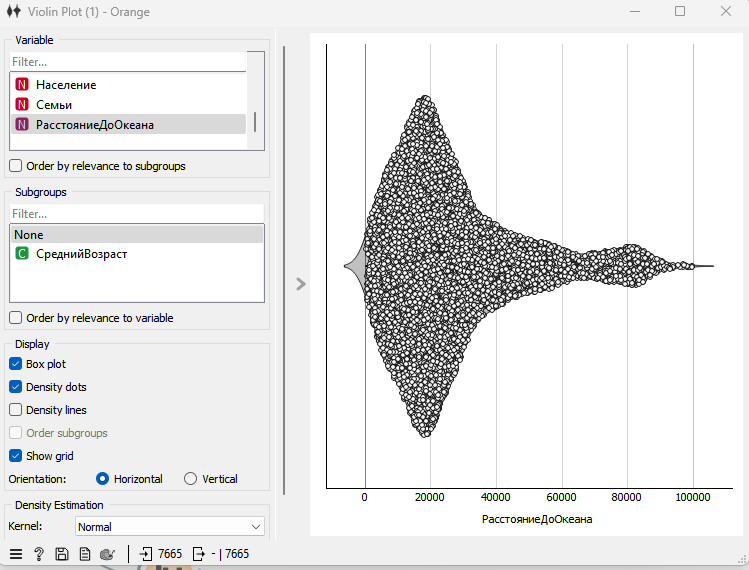 Violin Plot (1) - Orange
Variable
Filter...
N Население
N Семьи
N РасстояниеДоОкеана
Order by relevance to subgroups
Subgroups
Filter...
None
C СреднийВозраст
Order by relevance to variable
Display
Box plot
Density dots
Density lines
Order subgroups
Show grid
Orientation: Horizontal Vertical
Density Estimation
Kernel: Normal
? 7665 - | 7665
0 20000 40000 60000 80000 100000
РасстояниеДоОкеана